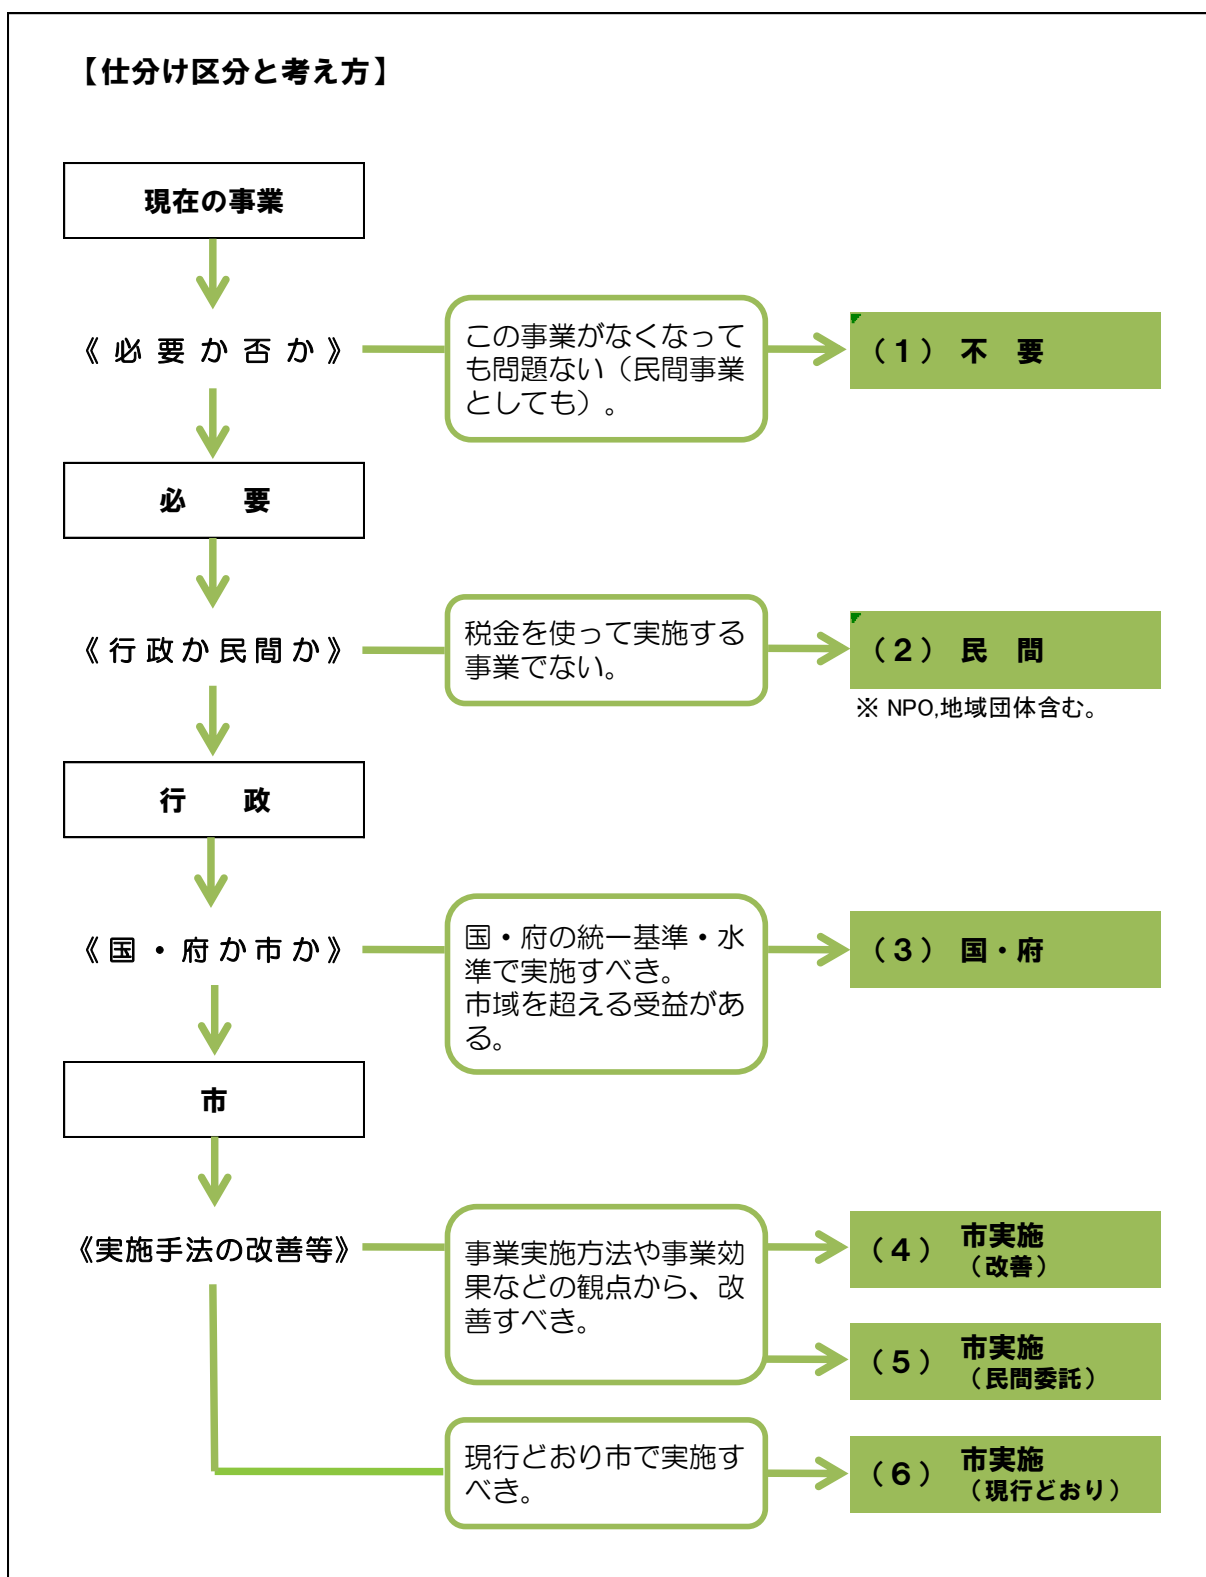 【仕分け区分と考え方】
現在の事業
《必要か否か》
この事業がなくなって
も問題ない（民間事業
としても）。
（１） 不　要
必　　要
《行政か民間か》
税金を使って実施する
事業でない。
（２） 民　間
※ NPO,地域団体含む。
行　　政
《国・府か市か》
国・府の統一基準・水
準で実施すべき。
市域を超える受益があ
る。
（３） 国・府
市
《実施手法の改善等》
事業実施方法や事業効
果などの観点から、改
善すべき。
（４） 市実施
（改善）
（５） 市実施
（民間委託）
現行どおり市で実施す
べき。
（６） 市実施
（現行どおり）